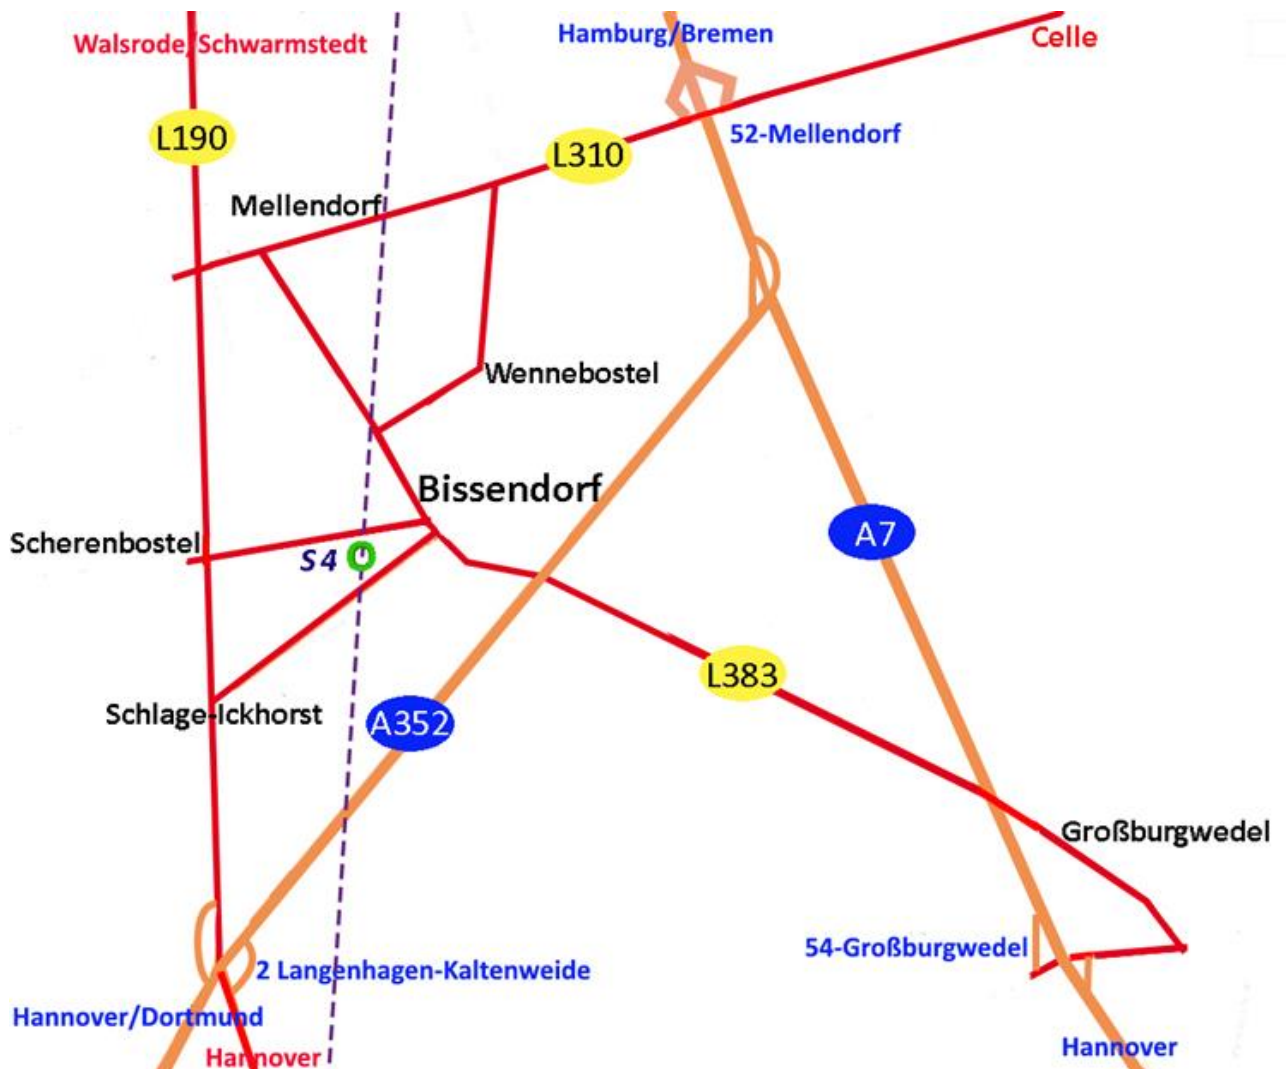 Hamburg/Bremen
Walsrode/Schwarmstedt
Celle
L190
52-Mellendorf
L310
Mellendorf
Wennebostel
Bissendorf
A7
Scherenbostel
S4
L383
Schlage-Ickhorst
A352
Großburgwedel
54-Großburgwedel
2 Langenhagen-Kaltenweide
Hannover/Dortmund
Hannover
Hannover